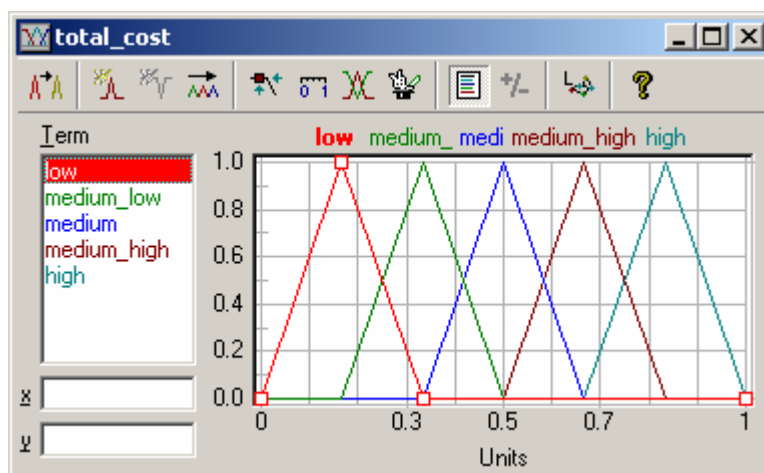 total_cost
Term
low medium_ medi medium_high high
low
medium_low
medium
medium_high
high
1.0
0.8
0.6
0.4
0.2
0.0
x
y
0 0.3 0.5 0.7 1
Units